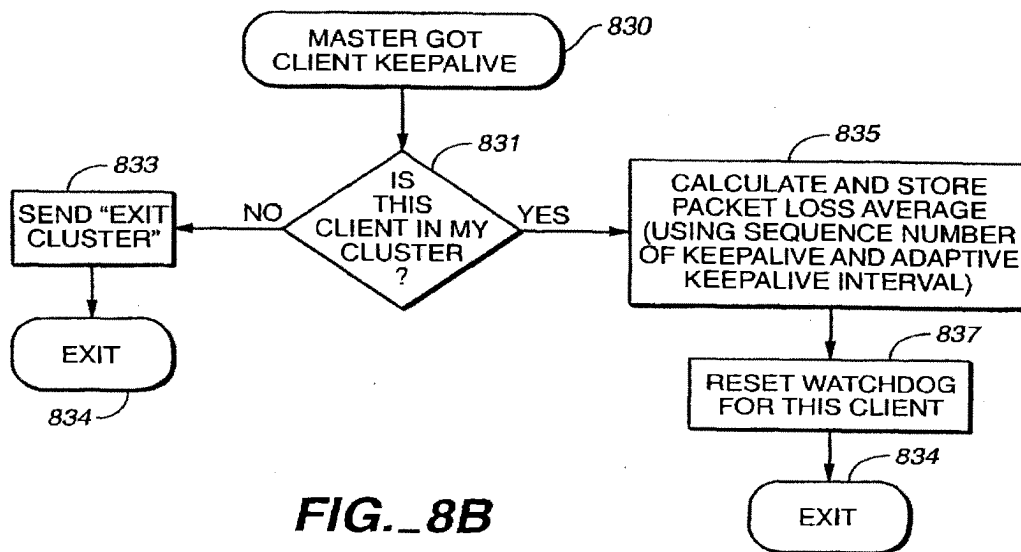 MASTER GOT
CLIENT KEEPALIVE
830
831
IS
THIS
CLIENT IN MY
CLUSTER
?
NO
YES
833
SEND "EXIT
CLUSTER"
EXIT
834
835
CALCULATE AND STORE
PACKET LOSS AVERAGE
(USING SEQUENCE NUMBER
OF KEEPALIVE AND ADAPTIVE
KEEPALIVE INTERVAL)
837
RESET WATCHDOG
FOR THIS CLIENT
834
EXIT
FIG._8B